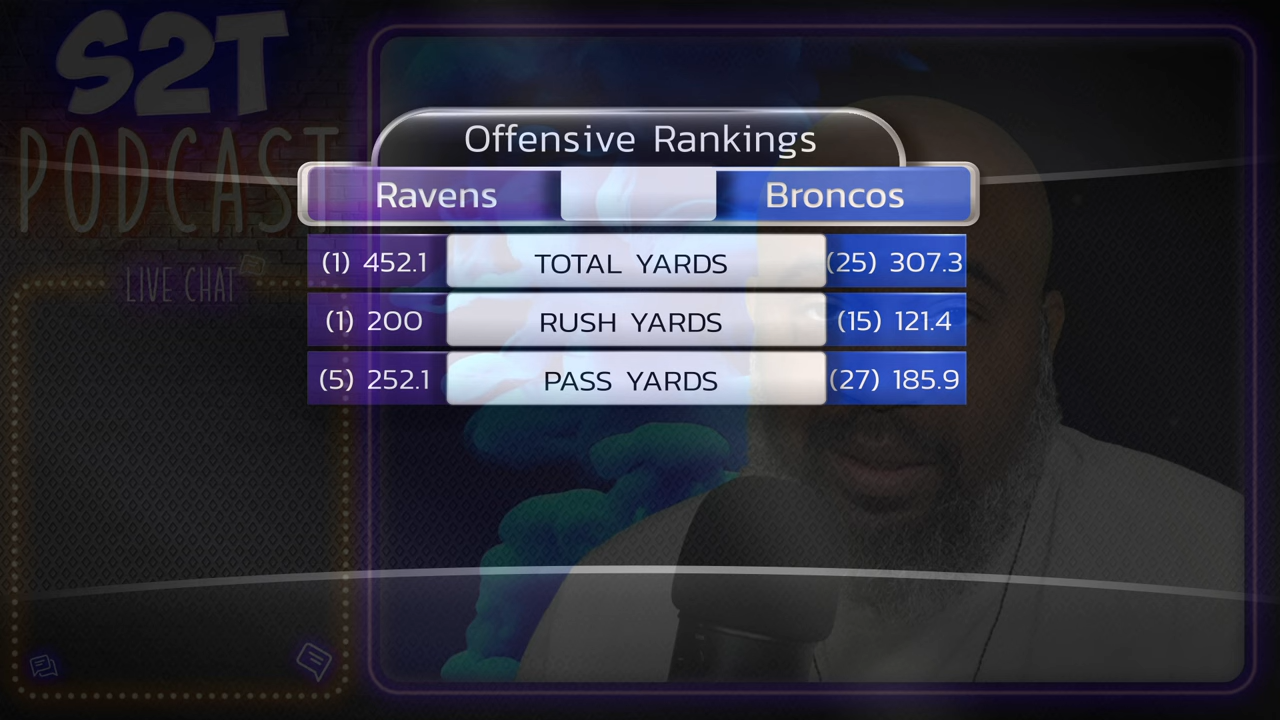 S2T
PODCAST
LIVE CHAT
Offensive Rankings
Ravens Broncos
(1) 452.1 TOTAL YARDS (25) 307.3
(1) 200 RUSH YARDS (15) 121.4
(5) 252.1 PASS YARDS (27) 185.9